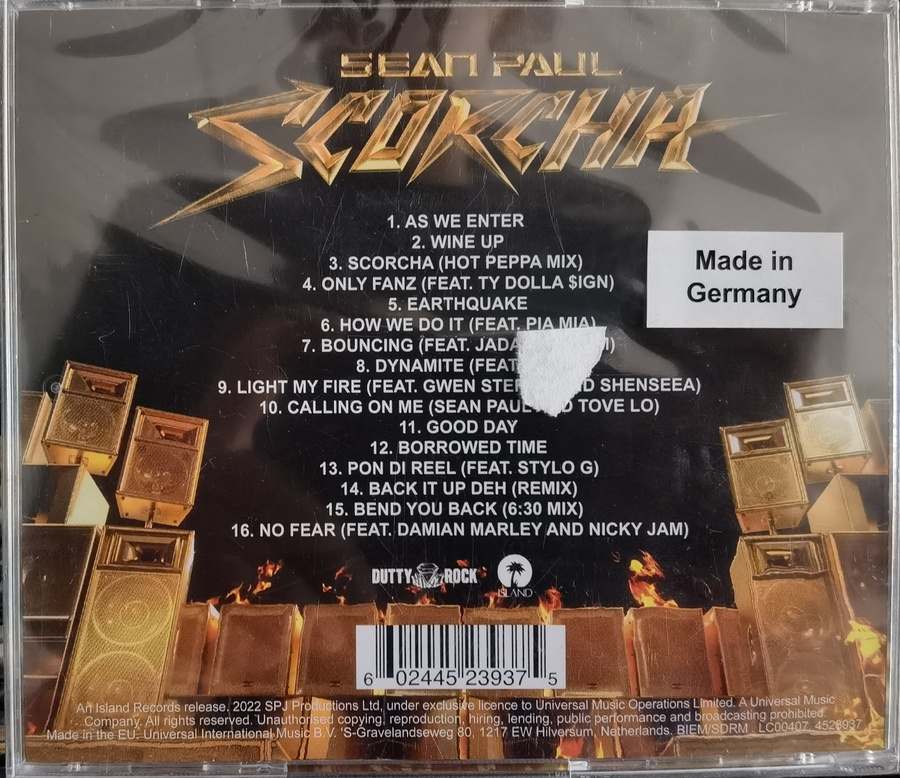 SEAN PAUL
SCORCHA
1. AS WE ENTER
2. WINE UP
3. SCORCHA (HOT PEPPA MIX)
4. ONLY FANZ (FEAT. TY DOLLA $IGN)
5. EARTHQUAKE
6. HOW WE DO IT (FEAT. PIA MIA)
7. BOUNCING (FEAT.
8. DYNAMITE (FEAT
9. LIGHT MY FIRE (FEAT. GWEN SHENSEEA)
10. CALLING ON ME (SEAN PAUL TOVE LO)
11. GOOD DAY
12. BORROWED TIME
13. PON DI REEL (FEAT. STYLO G)
14. BACK IT UP DEH (REMIX)
15. BEND YOU BACK (6:30 MIX)
16. NO FEAR (FEAT. DAMIAN MARLEY AND NICKY JAM)
Made in
Germany
DUTTY ROCK
ISLAND
6 02445 23937 5
An Island Records release, 2022 SPJ Productions Ltd, under exclusive licence to Universal Music Operations Limited. A Universal Music
Company. All rights reserved. Unauthorised copying, reproduction, hiring, lending, public performance and broadcasting prohibited.
Made in the EU. Universal International Music B.V. 'S-Gravelandseweg 80, 1217 EW Hilversum, Netherlands. BIEM/SDRM LC00407. 4523937